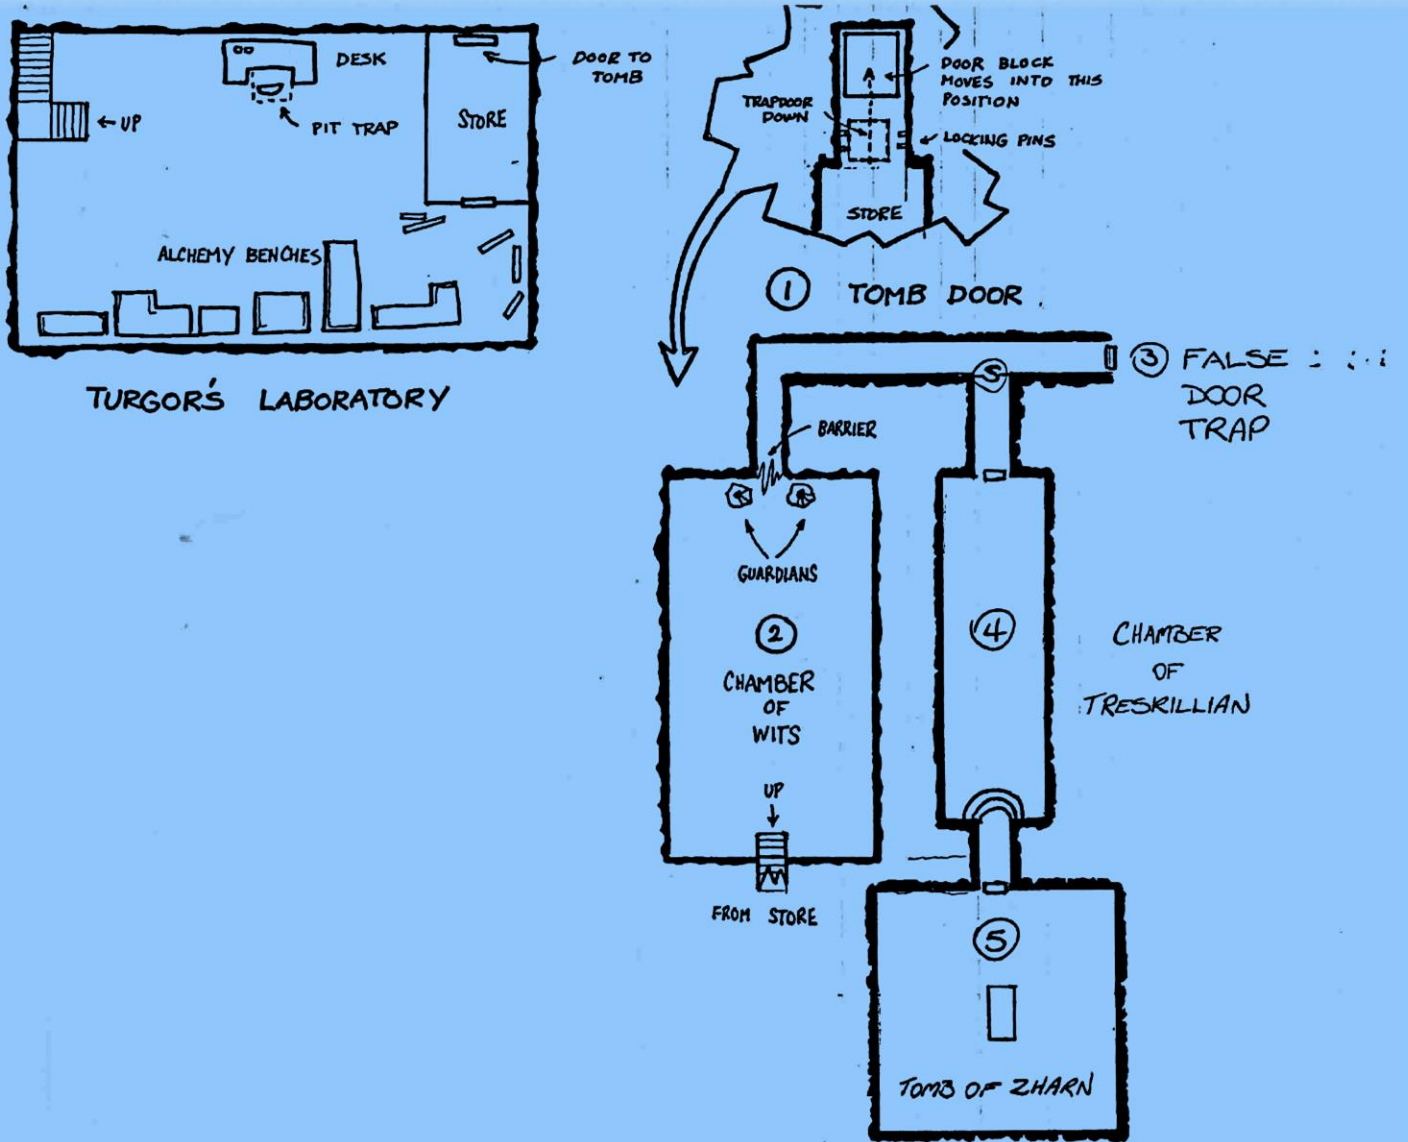 DESK
DOOR TO
TOMB
← UP
PIT TRAP
STORE
ALCHEMY BENCHES
TURGOR'S LABORATORY
DOOR BLOCK
MOVES INTO THIS
POSITION
TRAPDOOR
DOWN
LOCKING PINS
STORE
1 TOMB DOOR
S
3 FALSE
DOOR
TRAP
BARRIER
GUARDIANS
2
CHAMBER
OF
WITS
UP
FROM STORE
4
CHAMBER
OF
TRESKILLIAN
5
TOMB OF ZHARN